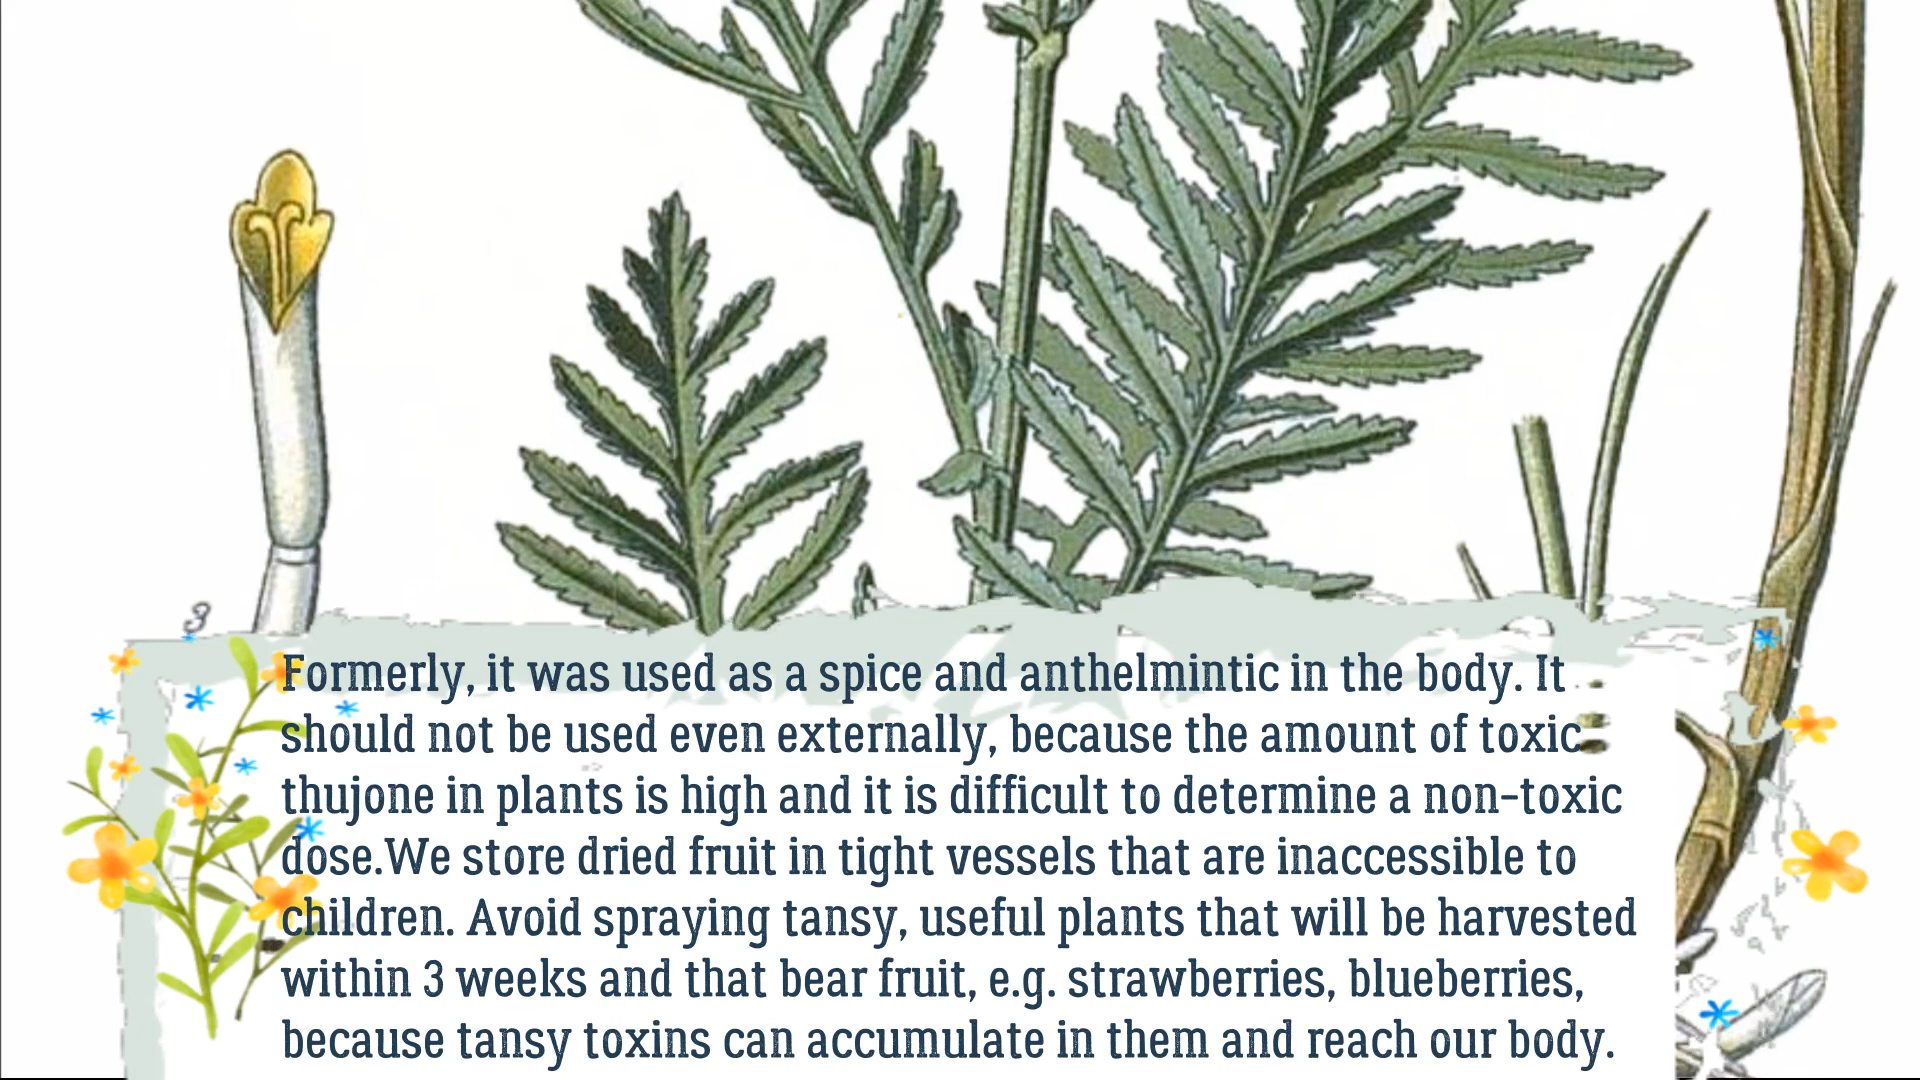 3
Formerly, it was used as a spice and anthelmintic in the body. It
should not be used even externally, because the amount of toxic
thujone in plants is high and it is difficult to determine a non-toxic
dose.We store dried fruit in tight vessels that are inaccessible to
children. Avoid spraying tansy, useful plants that will be harvested
within 3 weeks and that bear fruit, e.g. strawberries, blueberries,
because tansy toxins can accumulate in them and reach our body.